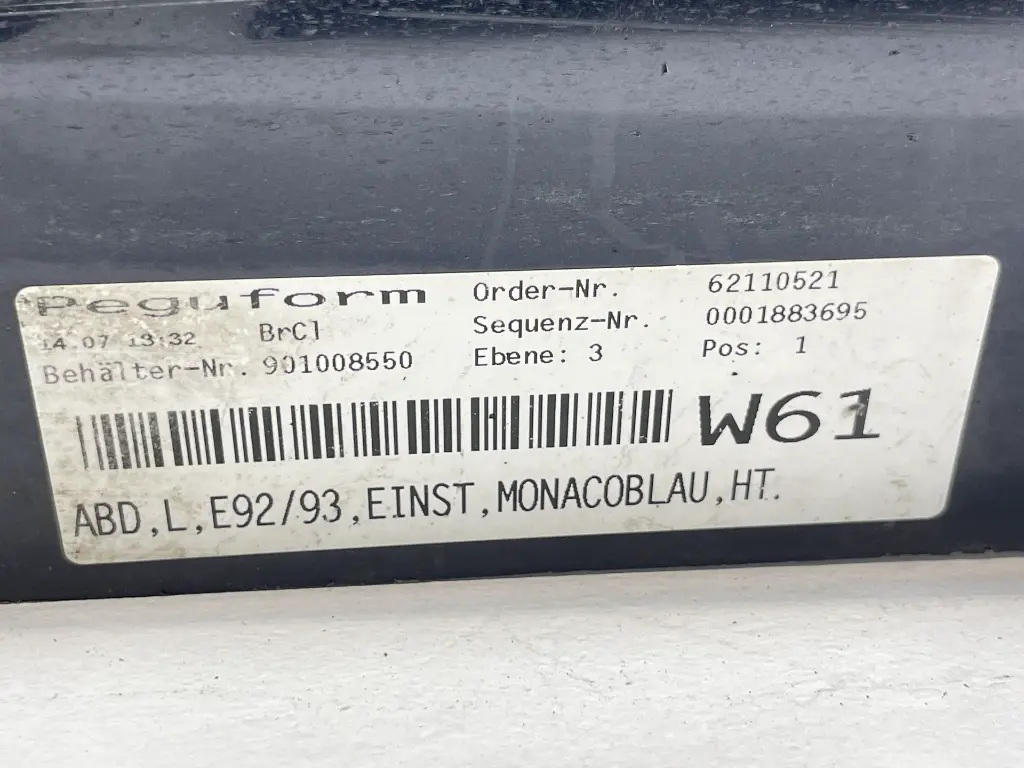 Peguform
14.07 13:32 BrCl
Behälter-Nr. 901008550
Order-Nr. 62110521
Sequenz-Nr. 0001883695
Ebene: 3 Pos: 1
W61
ABD,L,E92/93,EINST,MONACOBLAU,HT.